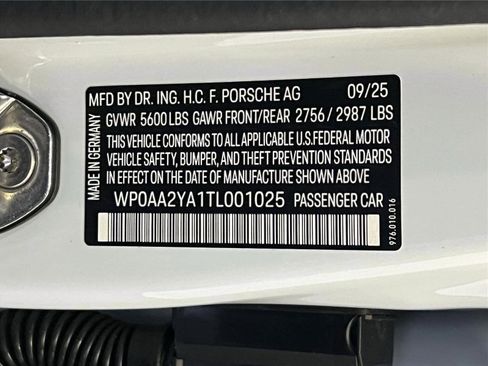 MFD BY DR. ING. H.C. F. PORSCHE AG 09/25
GVWR 5600 LBS GAWR FRONT/REAR 2756 / 2987 LBS
THIS VEHICLE CONFORMS TO ALL APPLICABLE U.S.FEDERAL MOTOR
VEHICLE SAFETY, BUMPER, AND THEFT PREVENTION STANDARDS
IN EFFECT ON THE DATE OF MANUFACTURE SHOWN ABOVE
WP0AA2YA1TL001025 PASSENGER CAR
MADE IN GERMANY
976.010.016